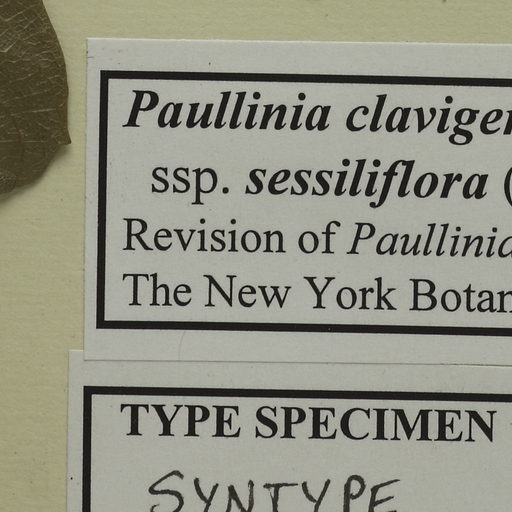 Paullinia claviger
ssp. sessiliflora (
Revision of Paullinia
The New York Botan
TYPE SPECIMEN
SYNTYPE